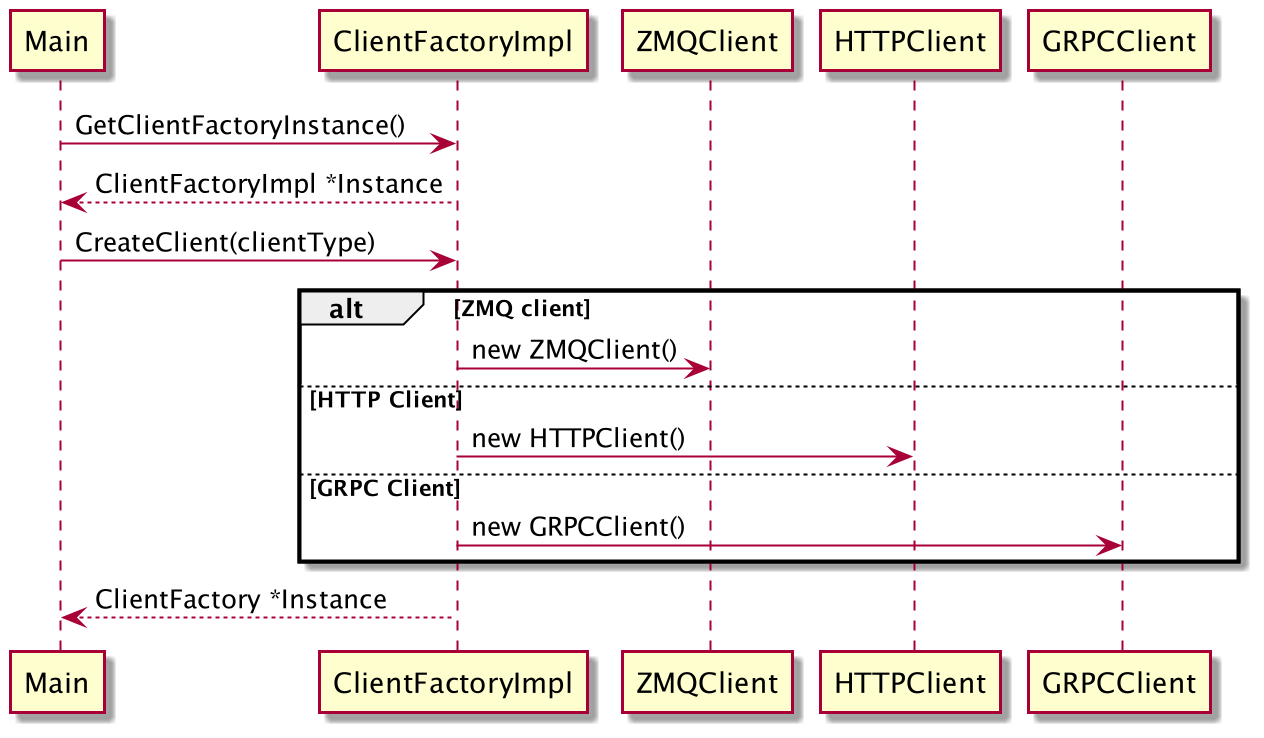 Main ClientFactoryImpl ZMQClient HTTPClient GRPCClient
GetClientFactoryInstance()
ClientFactoryImpl *Instance
CreateClient(clientType)
alt [ZMQ client]
new ZMQClient()
[HTTP Client]
new HTTPClient()
[GRPC Client]
new GRPCClient()
ClientFactory *Instance
Main ClientFactoryImpl ZMQClient HTTPClient GRPCClient